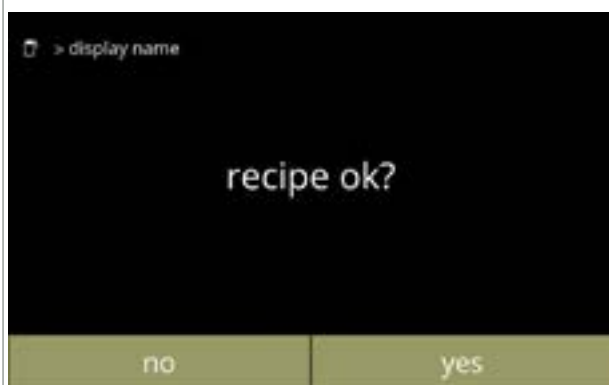 > display name
recipe ok?
no
yes